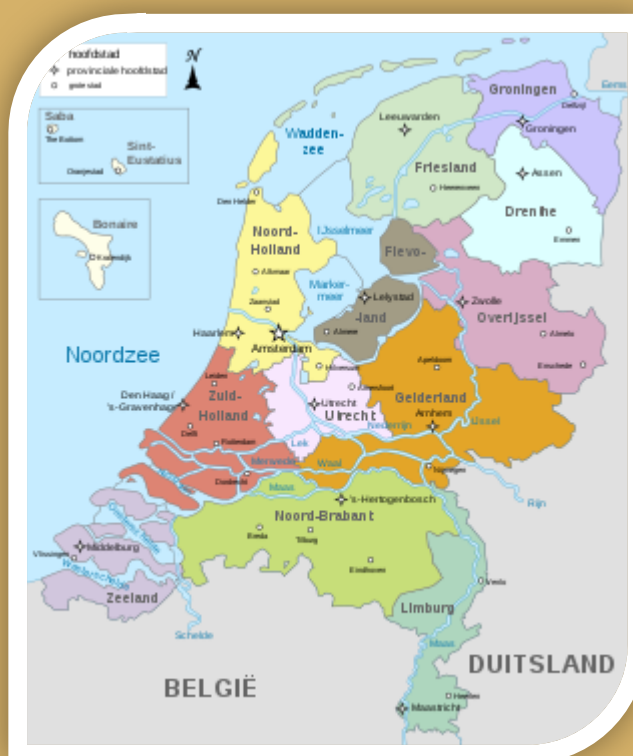 hoofdstad
provinciale hoofdstad
grote stad
N
Saba
The Bottom
Sint-
Eustatius
Oranjestad
Bonaire
Kralendijk
Noordzee
Wadden-
zee
IJsselmeer
Marker-
meer
Groningen
Delfzijl
Groningen
Eems
Leeuwarden
Friesland
Heerenveen
Assen
Drenthe
Emmen
Den Helder
Noord-
Holland
Alkmaar
Zaanstad
Haarlem
Amsterdam
Hilversum
Flevo-
Lelystad
-land
Almere
Zwolle
Overijssel
Almelo
Enschede
Apeldoorn
Gelderland
Arnhem
IJssel
Nederrijn
Nijmegen
Waal
Rijn
Amersfoort
Utrecht
Utrecht
Leiden
Den Haag /
's-Gravenhage
Zuid-
Holland
Delft
Rotterdam
Lek
Merwede
Dordrecht
Maas
's-Hertogenbosch
Noord-Brabant
Breda
Tilburg
Eindhoven
Oosterschelde
Middelburg
Vlissingen
Westerschelde
Zeeland
Schelde
Limburg
Venlo
Maas
Heerlen
Maastricht
BELGIË
DUITSLAND